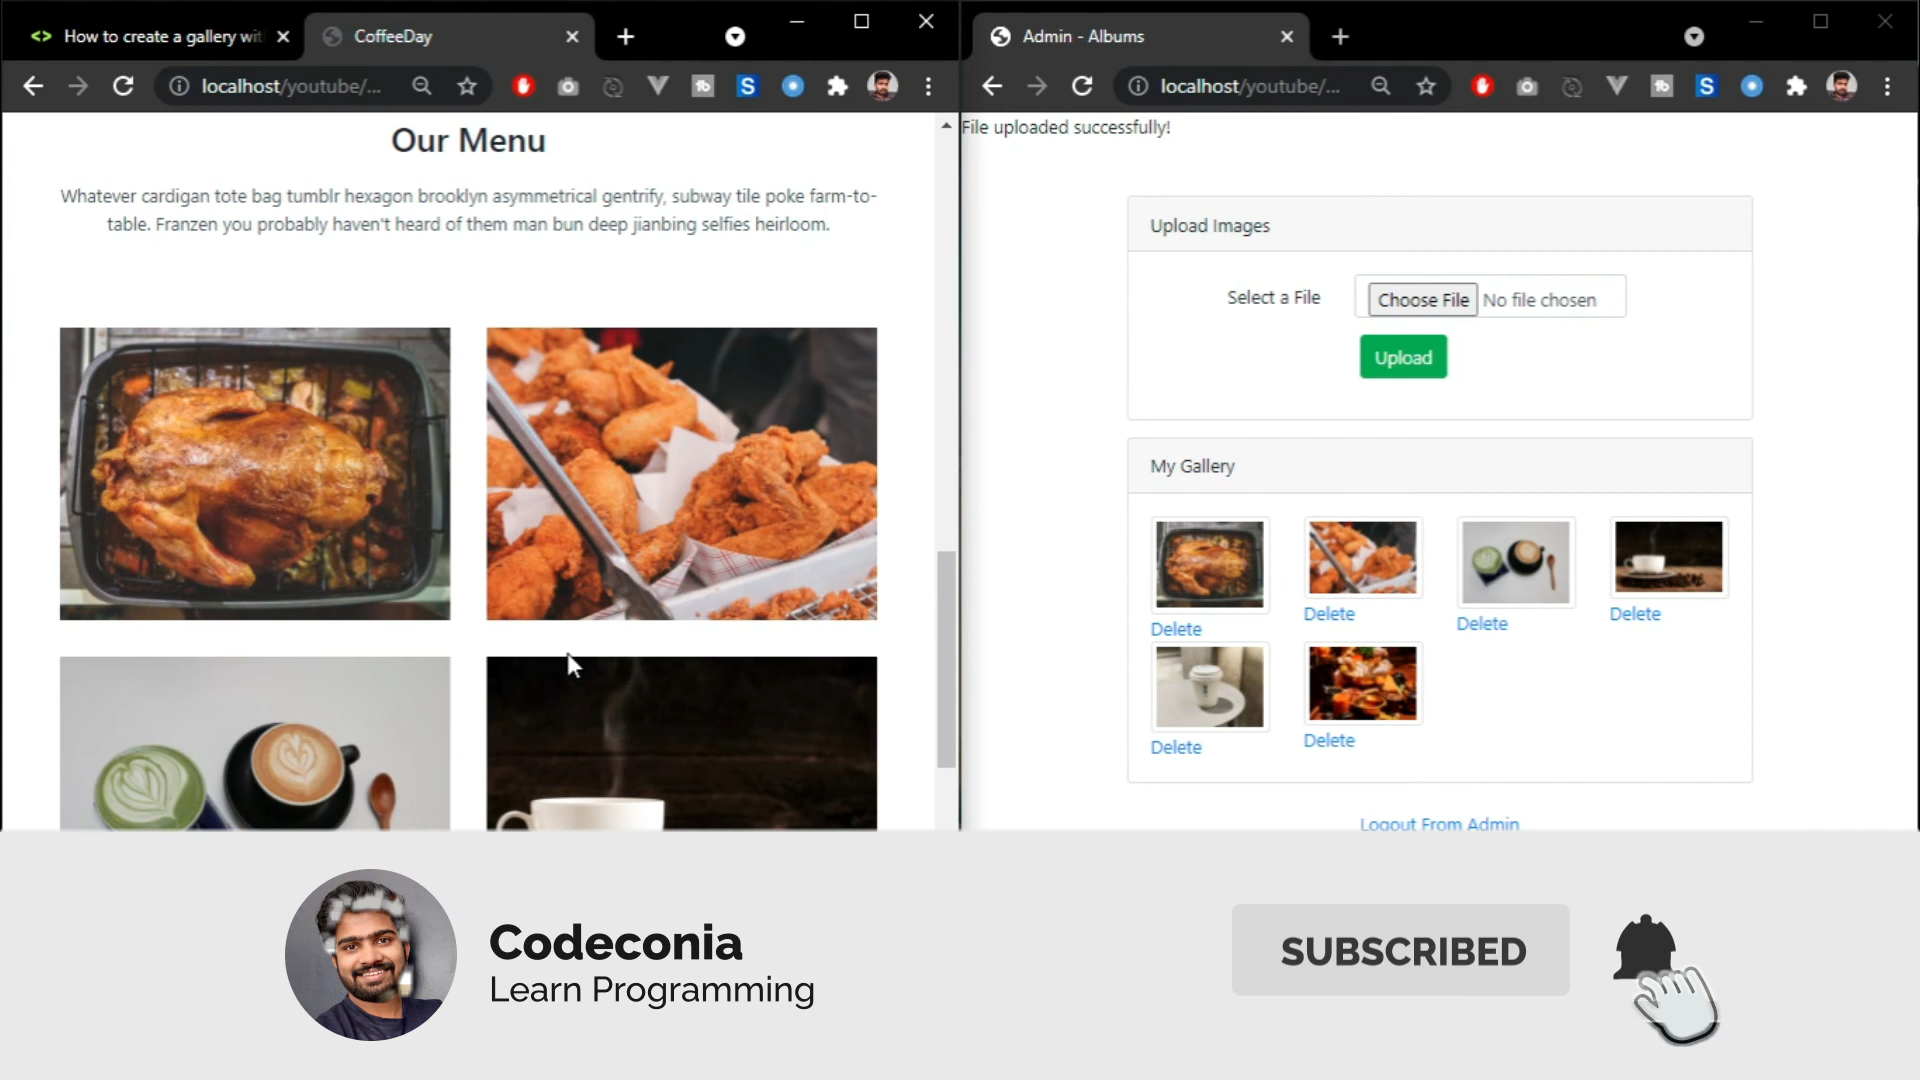 How to create a gallery wit
CoffeeDay
localhost/youtube/...
Our Menu
Whatever cardigan tote bag tumblr hexagon brooklyn asymmetrical gentrify, subway tile poke farm-to-
table. Franzen you probably haven't heard of them man bun deep jianbing selfies heirloom.
Admin - Albums
localhost/youtube/...
File uploaded successfully!
Upload Images
Select a File
Choose File No file chosen
Upload
My Gallery
Delete
Delete
Delete
Delete
Delete
Delete
Logout From Admin
Codeconia
Learn Programming
SUBSCRIBED